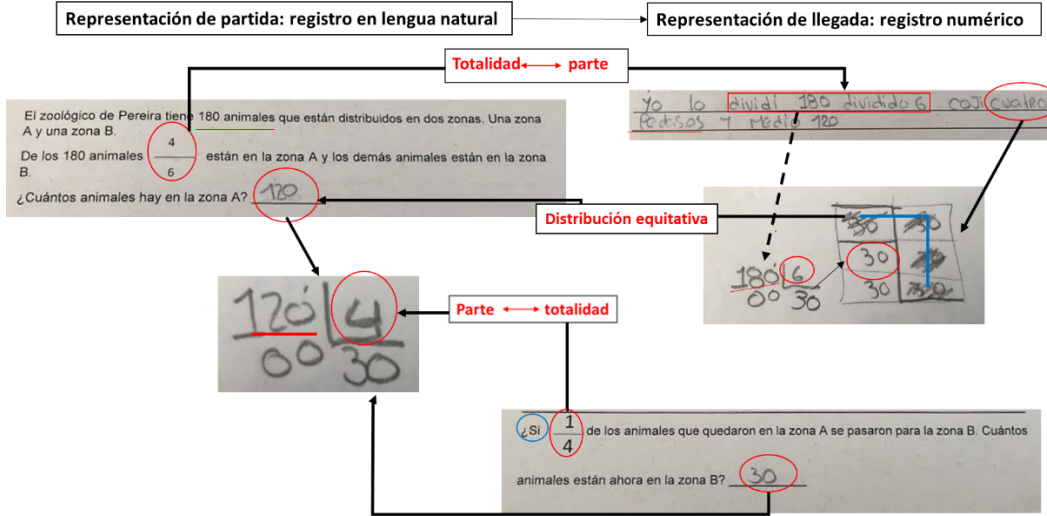 Representación de partida: registro en lengua natural
Representación de llegada: registro numérico
Totalidad parte
El zoológico de Pereira tiene 180 animales que están distribuidos en dos zonas. Una zona
A y una zona B.
De los 180 animales 4/6 están en la zona A y los demás animales están en la zona
B.
¿Cuántos animales hay en la zona A? 120
yo lo dividí 180 dividido 6 coji cuatro
Pedisos y medio 120
Distribución equitativa
30 30
30 30
30 30
180 6
00 30
120 4
00 30
Parte totalidad
¿Si 1/4 de los animales que quedaron en la zona A se pasaron para la zona B. Cuántos
animales están ahora en la zona B? 30